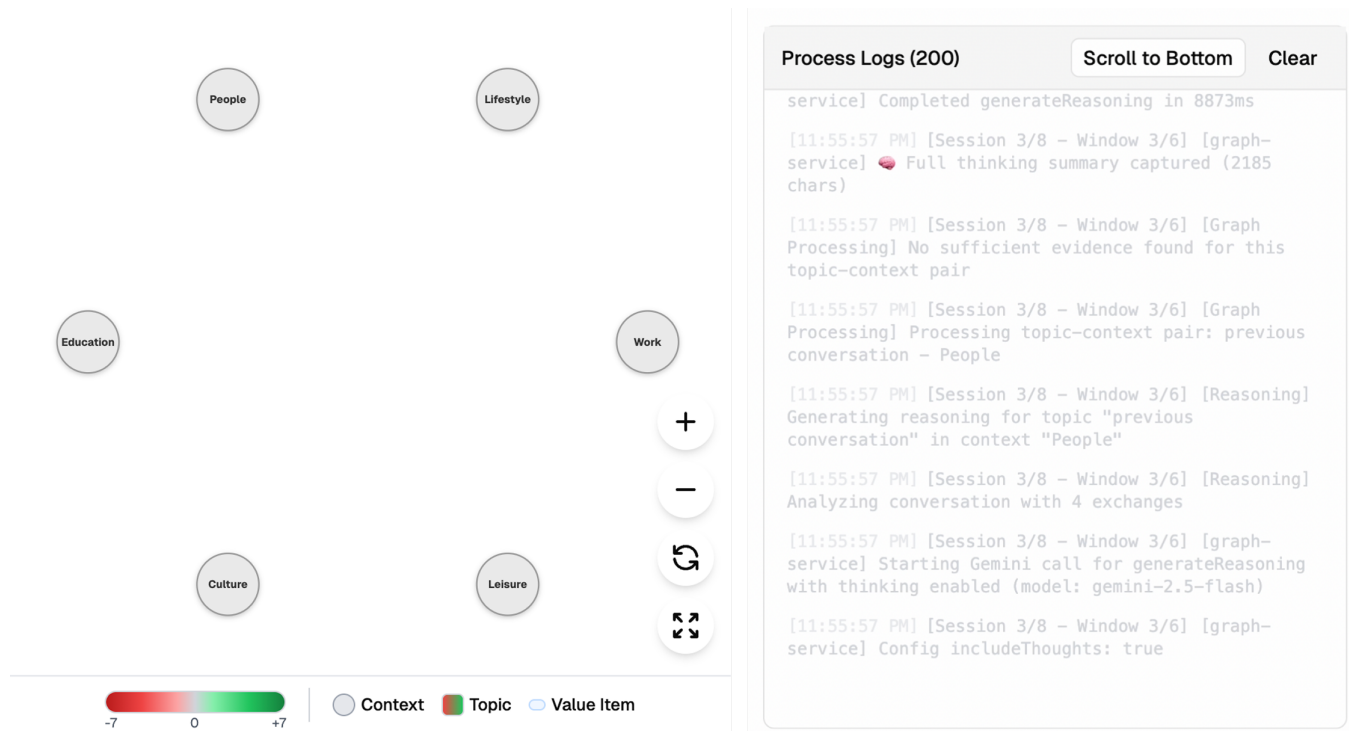 People
Lifestyle
Education
Work
Culture
Leisure
-7
0
+7
Context
Topic
Value Item
Process Logs (200)
Scroll to Bottom
Clear
service] Completed generateReasoning in 8873ms
[11:55:57 PM] [Session 3/8 – Window 3/6] [graph-
service] 🧠 Full thinking summary captured (2185
chars)
[11:55:57 PM] [Session 3/8 – Window 3/6] [Graph
Processing] No sufficient evidence found for this
topic-context pair
[11:55:57 PM] [Session 3/8 – Window 3/6] [Graph
Processing] Processing topic-context pair: previous
conversation – People
[11:55:57 PM] [Session 3/8 – Window 3/6] [Reasoning]
Generating reasoning for topic "previous
conversation" in context "People"
[11:55:57 PM] [Session 3/8 – Window 3/6] [Reasoning]
Analyzing conversation with 4 exchanges
[11:55:57 PM] [Session 3/8 – Window 3/6] [graph-
service] Starting Gemini call for generateReasoning
with thinking enabled (model: gemini-2.5-flash)
[11:55:57 PM] [Session 3/8 – Window 3/6] [graph-
service] Config includeThoughts: true